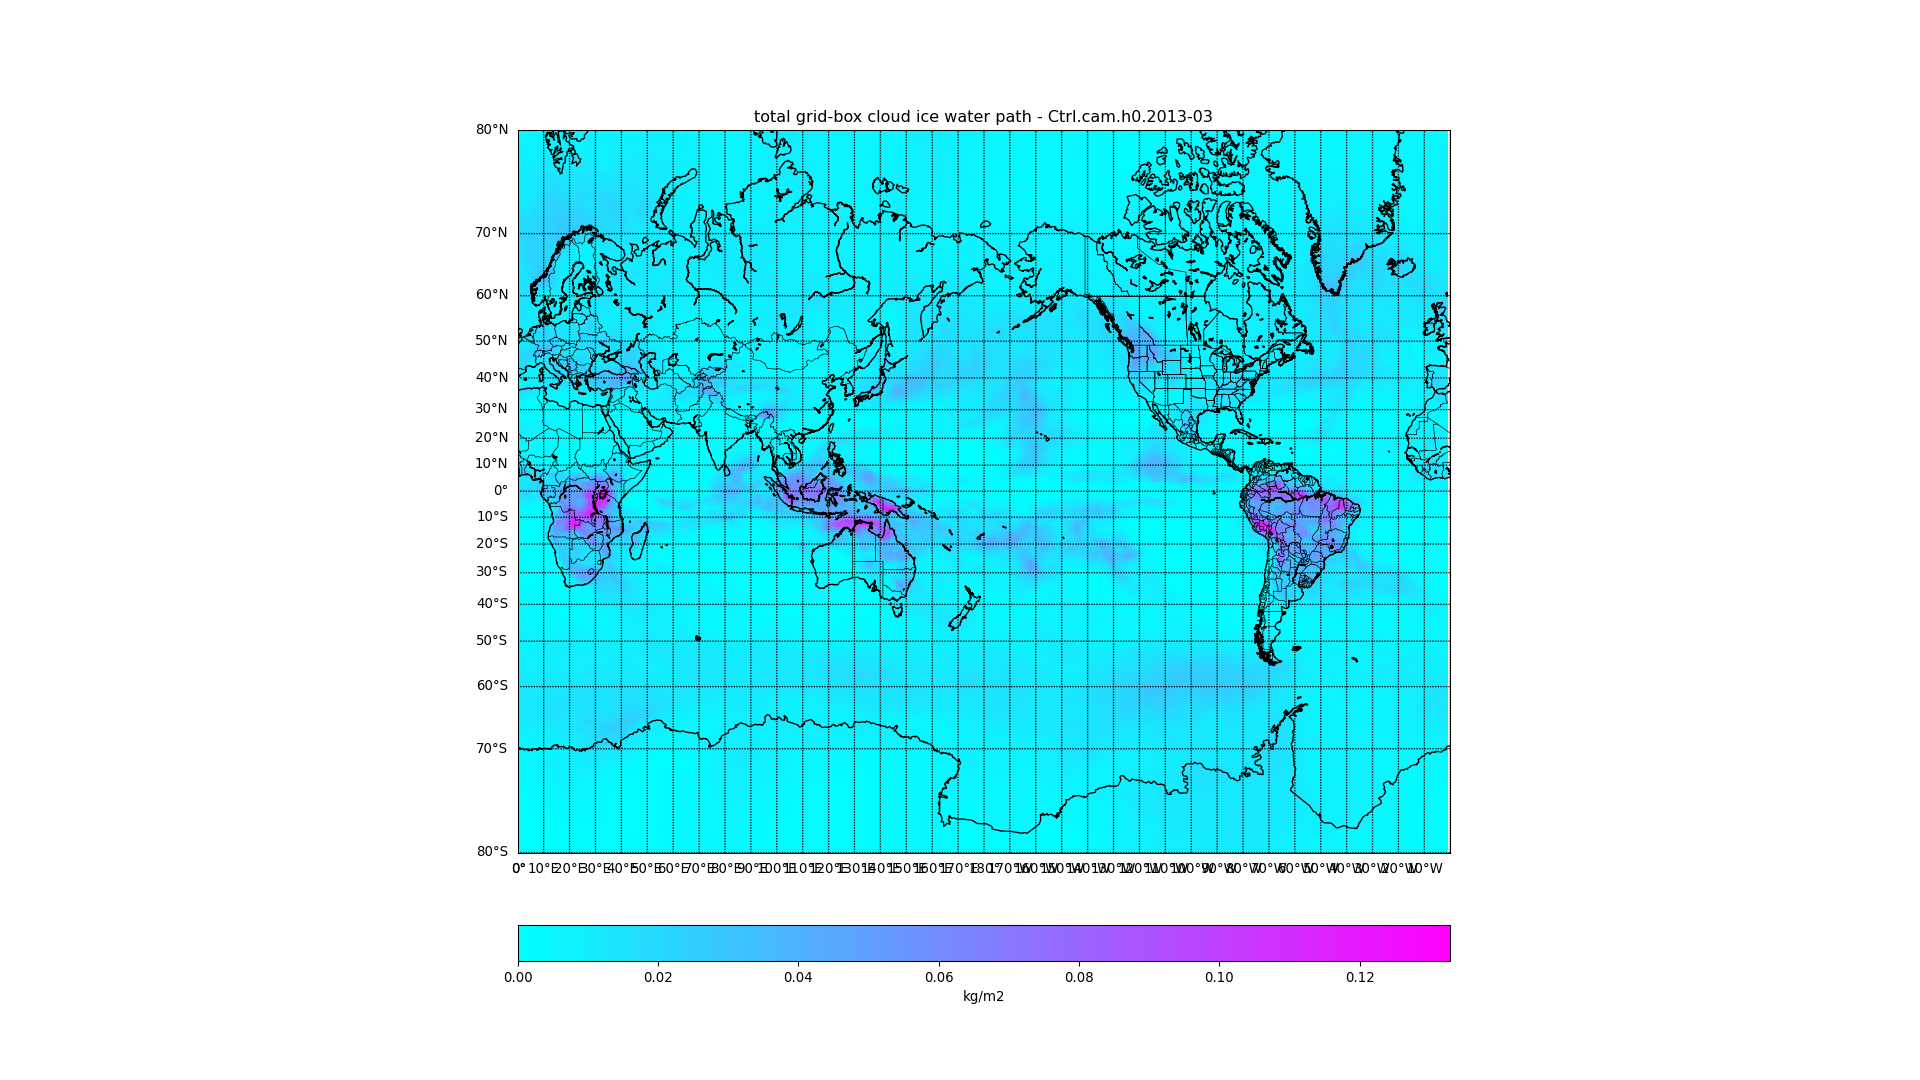 total grid-box cloud ice water path - Ctrl.cam.h0.2013-03
80°N
70°N
60°N
50°N
40°N
30°N
20°N
10°N
0°
10°S
20°S
30°S
40°S
50°S
60°S
70°S
80°S
0° 10°E 20°E 30°E 40°E 50°E 60°E 70°E 80°E 90°E 100°E 110°E 120°E 130°E 140°E 150°E 160°E 170°E 180° 170°W 160°W 150°W 140°W 130°W 120°W 110°W 100°W 90°W 80°W 70°W 60°W 50°W 40°W 30°W 20°W 10°W
0.00 0.02 0.04 0.06 0.08 0.10 0.12
kg/m2